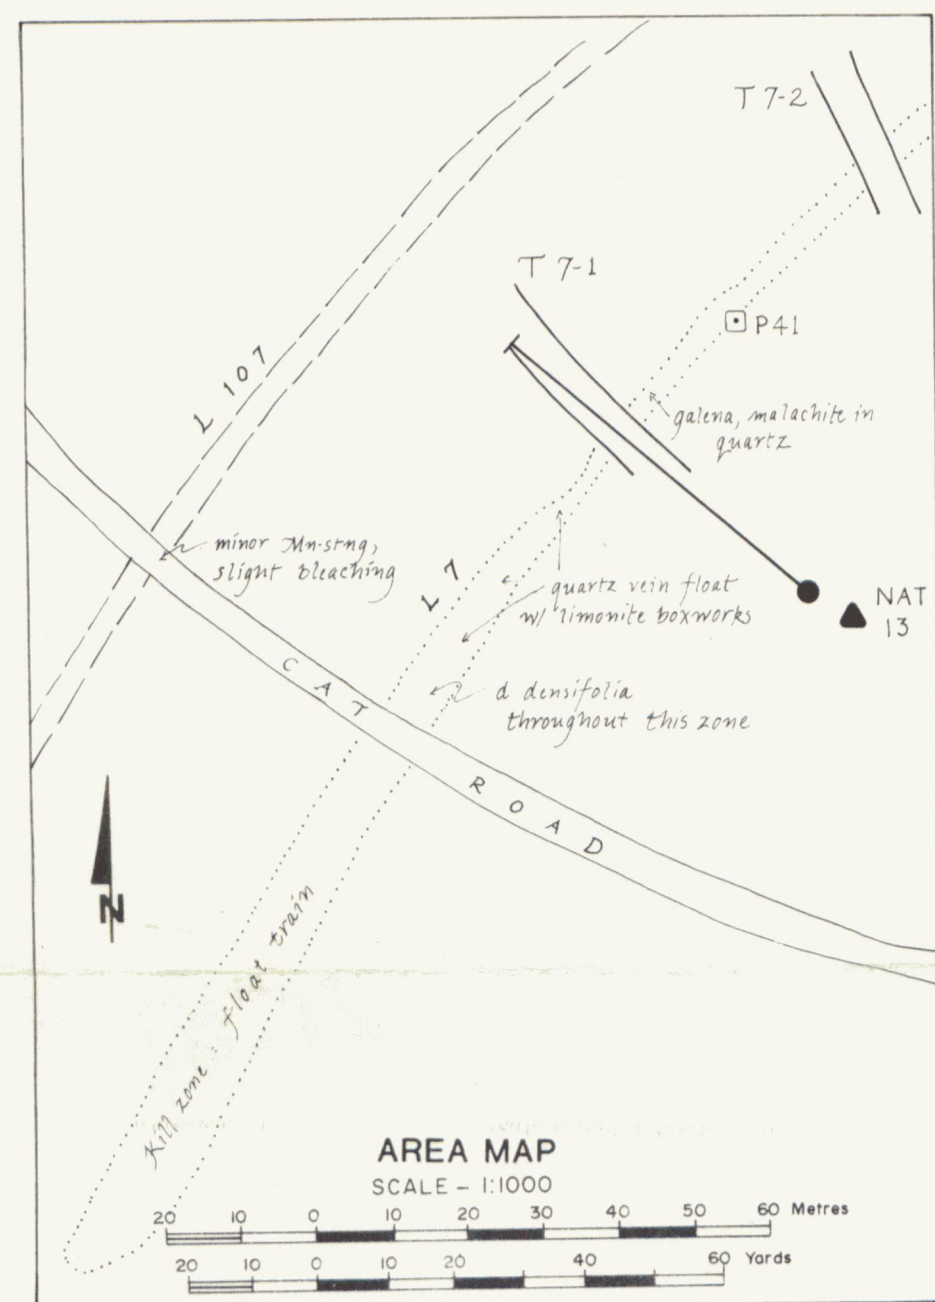 T 7-2
T 7-1
P41
L 107
galena, malachite in
quartz
minor Mn-stng,
slight bleaching
L 7
quartz vein float
w/ limonite boxworks
NAT
13
d densifolia
throughout this zone
CAT ROAD
N
Kill zone : float train
AREA MAP
SCALE - 1:1000
20 10 0 10 20 30 40 50 60 Metres
20 10 0 10 20 40 60 Yards